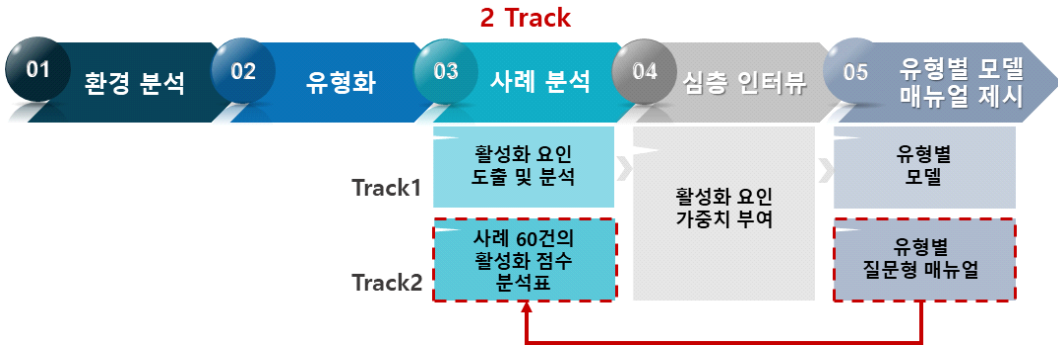 2 Track
01
환경 분석
02
유형화
03
사례 분석
04
심층 인터뷰
05
유형별 모델
매뉴얼 제시
Track1
활성화 요인
도출 및 분석
활성화 요인
가중치 부여
유형별
모델
Track2
사례 60건의
활성화 점수
분석표
유형별
질문형 매뉴얼